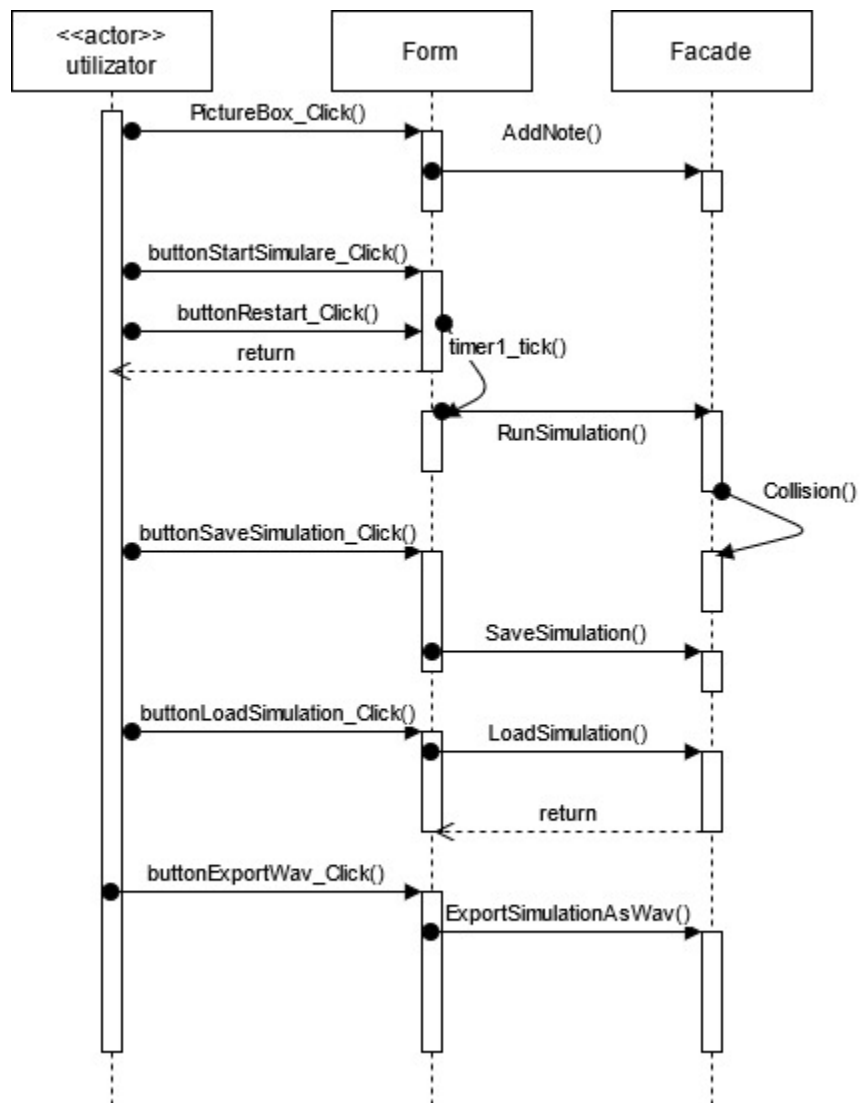 <<actor>>
utilizator
Form
Facade
PictureBox_Click()
AddNote()
buttonStartSimulare_Click()
buttonRestart_Click()
return
timer1_tick()
RunSimulation()
Collision()
buttonSaveSimulation_Click()
SaveSimulation()
buttonLoadSimulation_Click()
LoadSimulation()
return
buttonExportWav_Click()
ExportSimulationAsWav()